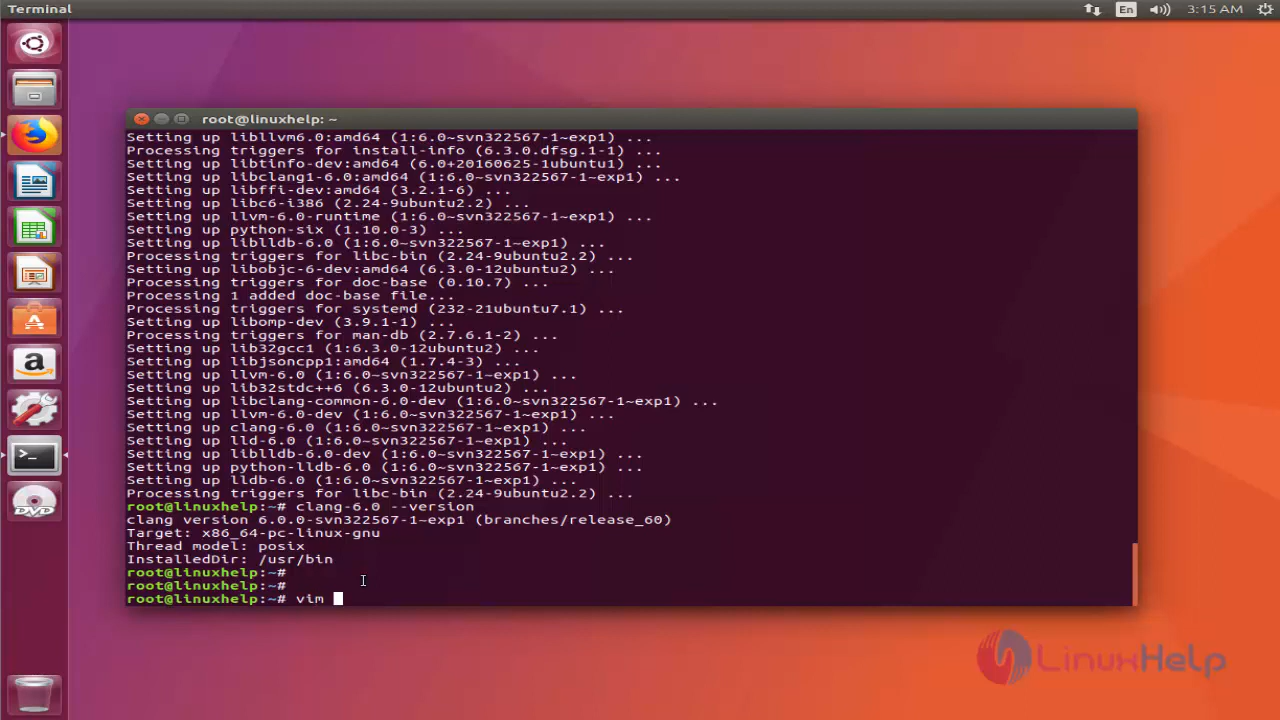 Terminal
En
3:15 AM
root@linuxhelp: ~
Setting up libllvm6.0:amd64 (1:6.0~svn322567-1~exp1) ...
Processing triggers for install-info (6.3.0.dfsg.1-1) ...
Setting up libtinfo-dev:amd64 (6.0+20160625-1ubuntu1) ...
Setting up libclang1-6.0:amd64 (1:6.0~svn322567-1~exp1) ...
Setting up libffi-dev:amd64 (3.2.1-6) ...
Setting up libc6-i386 (2.24-9ubuntu2.2) ...
Setting up llvm-6.0-runtime (1:6.0~svn322567-1~exp1) ...
Setting up python-six (1.10.0-3) ...
Setting up liblldb-6.0 (1:6.0~svn322567-1~exp1) ...
Processing triggers for libc-bin (2.24-9ubuntu2.2) ...
Setting up libobjc-6-dev:amd64 (6.3.0-12ubuntu2) ...
Processing triggers for doc-base (0.10.7) ...
Processing 1 added doc-base file...
Processing triggers for systemd (232-21ubuntu7.1) ...
Setting up libomp-dev (3.9.1-1) ...
Processing triggers for man-db (2.7.6.1-2) ...
Setting up lib32gcc1 (1:6.3.0-12ubuntu2) ...
Setting up libjsoncpp1:amd64 (1.7.4-3) ...
Setting up llvm-6.0 (1:6.0~svn322567-1~exp1) ...
Setting up lib32stdc++6 (6.3.0-12ubuntu2) ...
Setting up libclang-common-6.0-dev (1:6.0~svn322567-1~exp1) ...
Setting up llvm-6.0-dev (1:6.0~svn322567-1~exp1) ...
Setting up clang-6.0 (1:6.0~svn322567-1~exp1) ...
Setting up lld-6.0 (1:6.0~svn322567-1~exp1) ...
Setting up liblldb-6.0-dev (1:6.0~svn322567-1~exp1) ...
Setting up python-lldb-6.0 (1:6.0~svn322567-1~exp1) ...
Setting up lldb-6.0 (1:6.0~svn322567-1~exp1) ...
Processing triggers for libc-bin (2.24-9ubuntu2.2) ...
root@linuxhelp:~# clang-6.0 --version
clang version 6.0.0-svn322567-1~exp1 (branches/release_60)
Target: x86_64-pc-linux-gnu
Thread model: posix
InstalledDir: /usr/bin
root@linuxhelp:~#
root@linuxhelp:~#
root@linuxhelp:~# vim
LinuxHelp